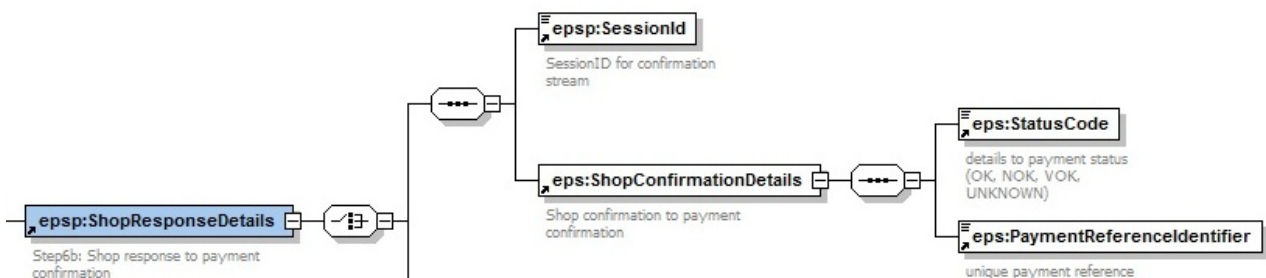 epsp:SessionId
SessionID for confirmation
stream
eps:StatusCode
details to payment status
(OK, NOK, VOK,
UNKNOWN)
eps:ShopConfirmationDetails
Shop confirmation to payment
confirmation
epsp:ShopResponseDetails
Step6b: Shop response to payment
confirmation
eps:PaymentReferenceIdentifier
unique payment reference